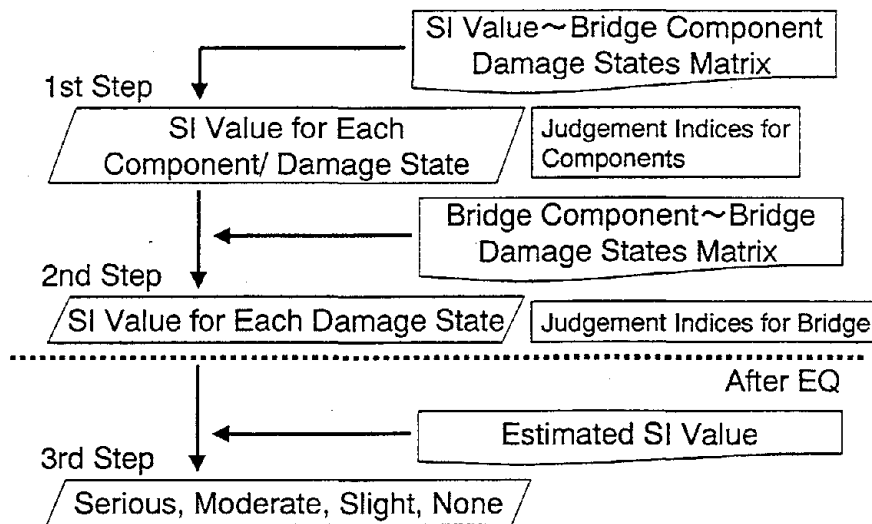 SI Value～Bridge Component
Damage States Matrix
1st Step
SI Value for Each
Component/ Damage State
Judgement Indices for
Components
Bridge Component～Bridge
Damage States Matrix
2nd Step
SI Value for Each Damage State
Judgement Indices for Bridge
After EQ
Estimated SI Value
3rd Step
Serious, Moderate, Slight, None